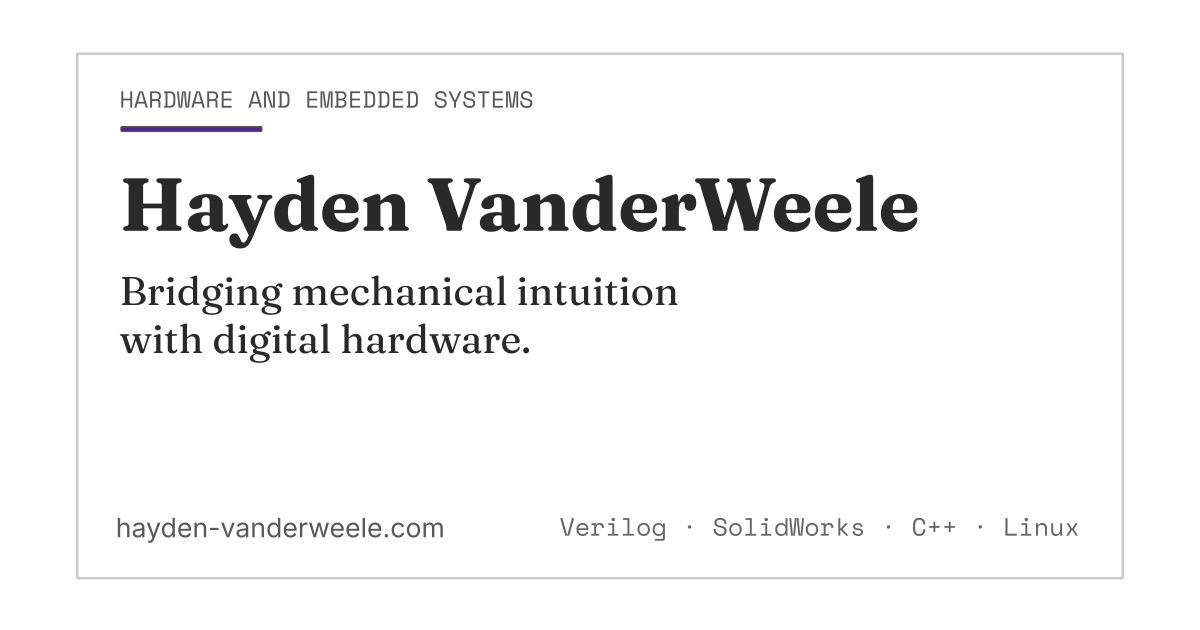 HARDWARE AND EMBEDDED SYSTEMS
Hayden VanderWeele
Bridging mechanical intuition
with digital hardware.
hayden-vanderweele.com
Verilog · SolidWorks · C++ · Linux